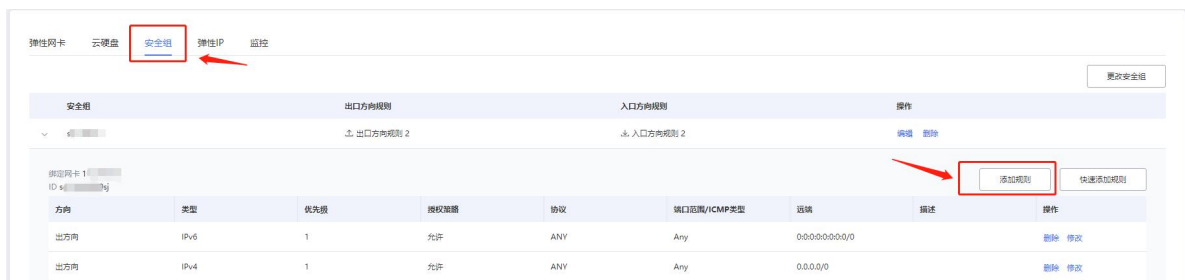 弹性网卡 云硬盘 安全组 弹性IP 监控
更改安全组
安全组 出口方向规则 入口方向规则 操作
出口方向规则 2 入口方向规则 2 编辑 删除
绑定网卡 1
ID s sj
添加规则 快速添加规则
方向 类型 优先级 授权策略 协议 端口范围/ICMP类型 远端 描述 操作
出方向 IPv6 1 允许 ANY Any 0:0:0:0:0:0:0:0/0 删除 修改
出方向 IPv4 1 允许 ANY Any 0.0.0.0/0 删除 修改